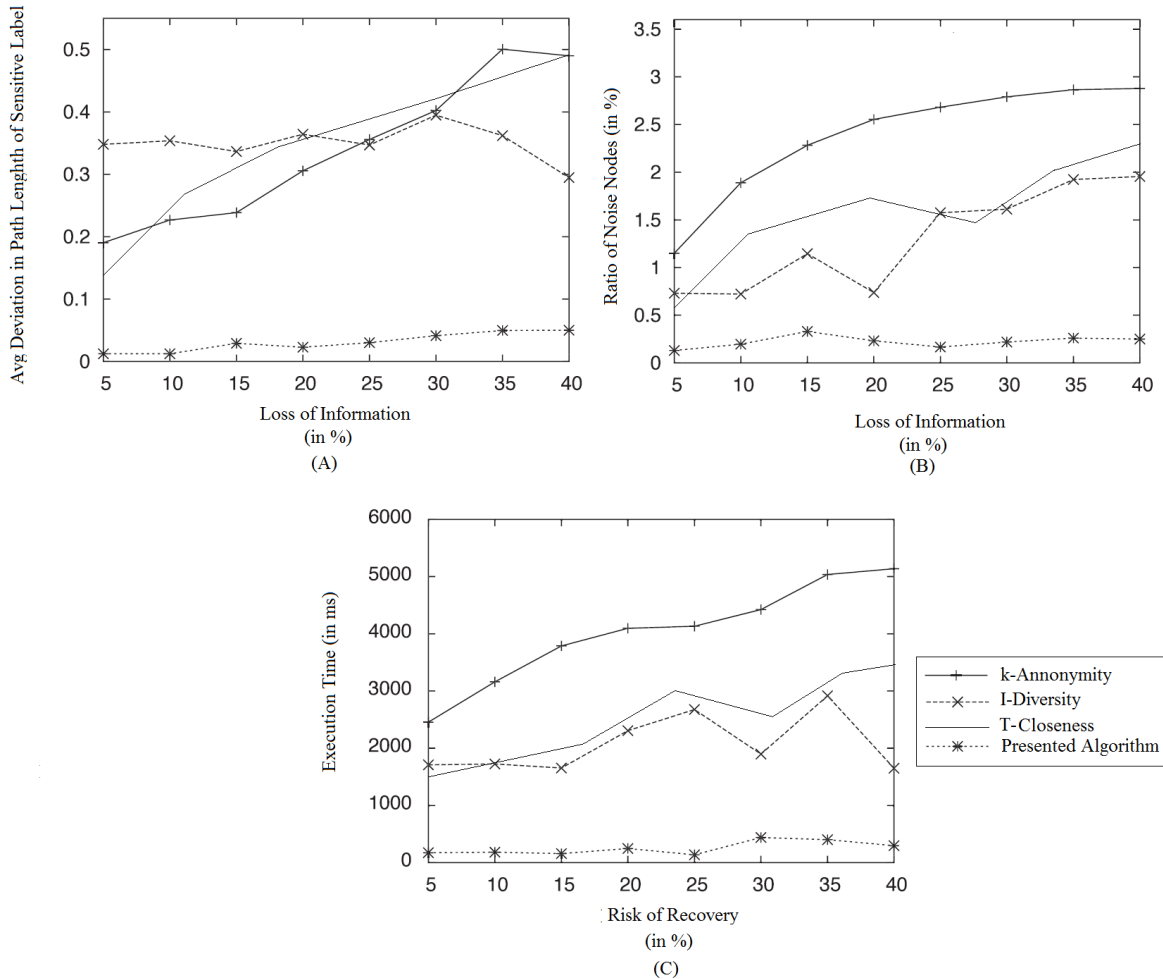 Avg Deviation in Path Lenghth of Sensitive Label
0.5
0.4
0.3
0.2
0.1
0
5 10 15 20 25 30 35 40
Loss of Information
(in %)
(A)
Ratio of Noise Nodes (in %)
3.5
3
2.5
2
1.5
1
0.5
0
5 10 15 20 25 30 35 40
Loss of Information
(in %)
(B)
Execution Time (in ms)
6000
5000
4000
3000
2000
1000
0
5 10 15 20 25 30 35 40
Risk of Recovery
(in %)
(C)
k-Annonymity
I-Diversity
T-Closeness
Presented Algorithm